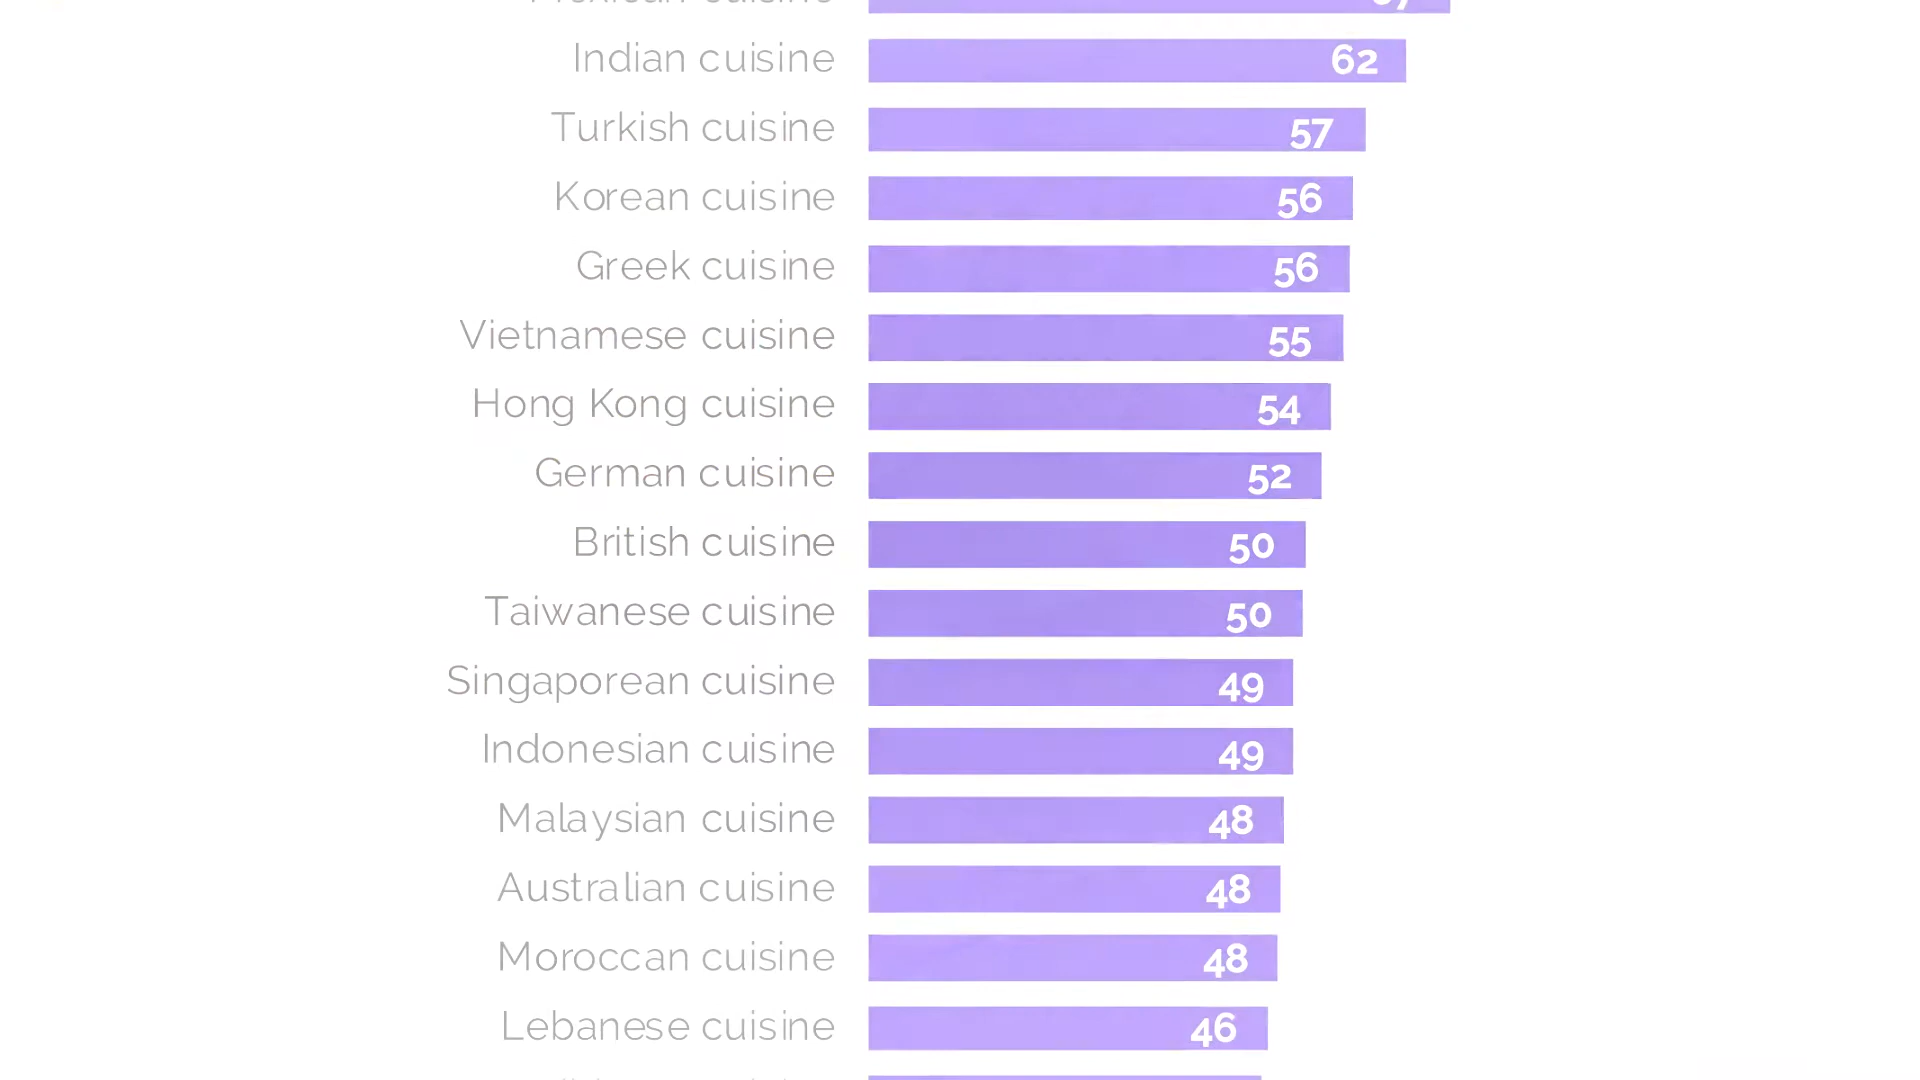 Mexican cuisine
Indian cuisine 62
Turkish cuisine 57
Korean cuisine 56
Greek cuisine 56
Vietnamese cuisine 55
Hong Kong cuisine 54
German cuisine 52
British cuisine 50
Taiwanese cuisine 50
Singaporean cuisine 49
Indonesian cuisine 49
Malaysian cuisine 48
Australian cuisine 48
Moroccan cuisine 48
Lebanese cuisine 46